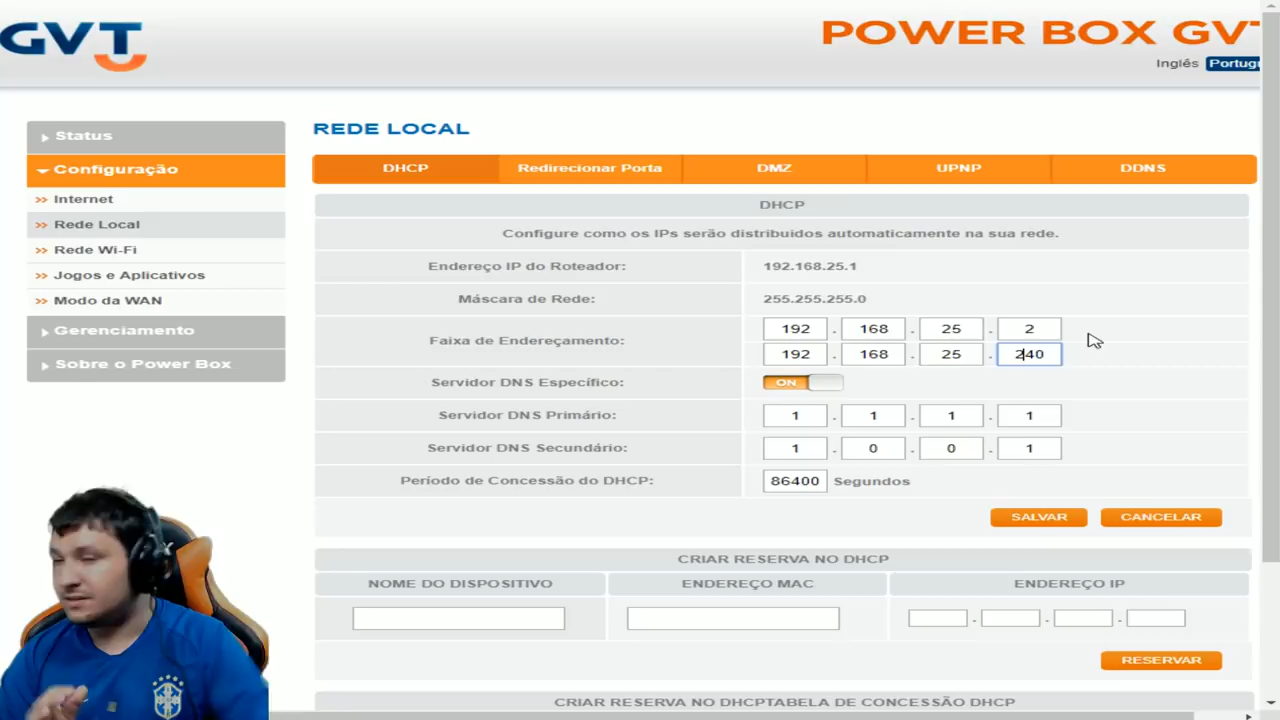 GVT
POWER BOX GVT
Inglês Portugu
Status
Configuração
Internet
Rede Local
Rede Wi-Fi
Jogos e Aplicativos
Modo da WAN
Gerenciamento
Sobre o Power Box
REDE LOCAL
DHCP Redirecionar Porta DMZ UPNP DDNS
DHCP
Configure como os IPs serão distribuidos automaticamente na sua rede.
Endereço IP do Roteador: 192.168.25.1
Máscara de Rede: 255.255.255.0
Faixa de Endereçamento: 192 . 168 . 25 . 2
192 . 168 . 25 . 240
Servidor DNS Específico: ON
Servidor DNS Primário: 1 . 1 . 1 . 1
Servidor DNS Secundário: 1 . 0 . 0 . 1
Período de Concessão do DHCP: 86400 Segundos
SALVAR CANCELAR
CRIAR RESERVA NO DHCP
NOME DO DISPOSITIVO ENDEREÇO MAC ENDEREÇO IP
RESERVAR
CRIAR RESERVA NO DHCPTABELA DE CONCESSÃO DHCP